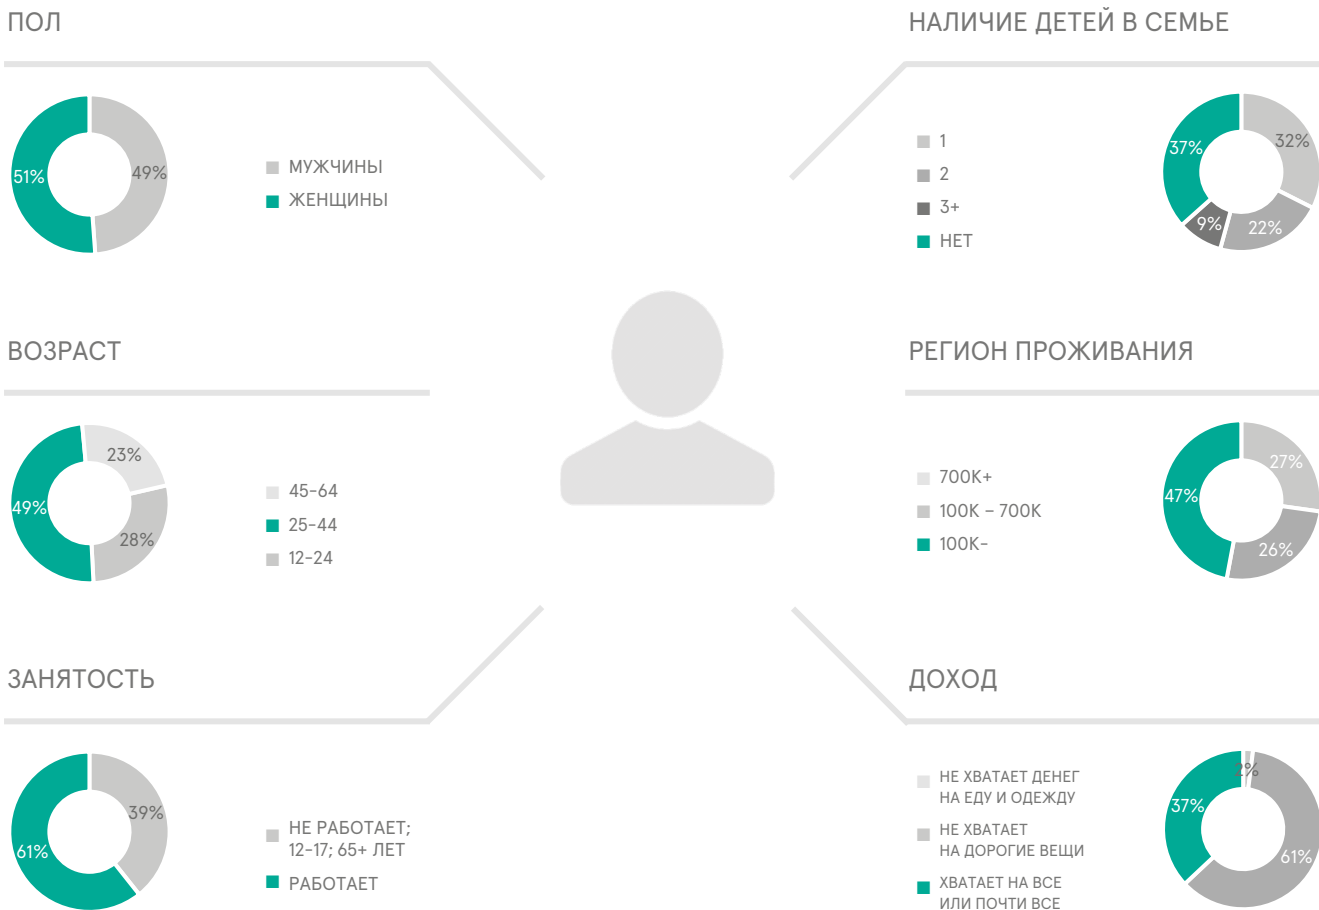 ПОЛ
51%
49%
МУЖЧИНЫ
ЖЕНЩИНЫ
ВОЗРАСТ
23%
49%
28%
45-64
25-44
12-24
ЗАНЯТОСТЬ
39%
61%
НЕ РАБОТАЕТ;
12-17; 65+ ЛЕТ
РАБОТАЕТ
НАЛИЧИЕ ДЕТЕЙ В СЕМЬЕ
1
2
3+
НЕТ
37%
32%
9%
22%
РЕГИОН ПРОЖИВАНИЯ
700K+
100K – 700K
100K-
27%
47%
26%
ДОХОД
НЕ ХВАТАЕТ ДЕНЕГ
НА ЕДУ И ОДЕЖДУ
НЕ ХВАТАЕТ
НА ДОРОГИЕ ВЕЩИ
ХВАТАЕТ НА ВСЕ
ИЛИ ПОЧТИ ВСЕ
2%
37%
61%